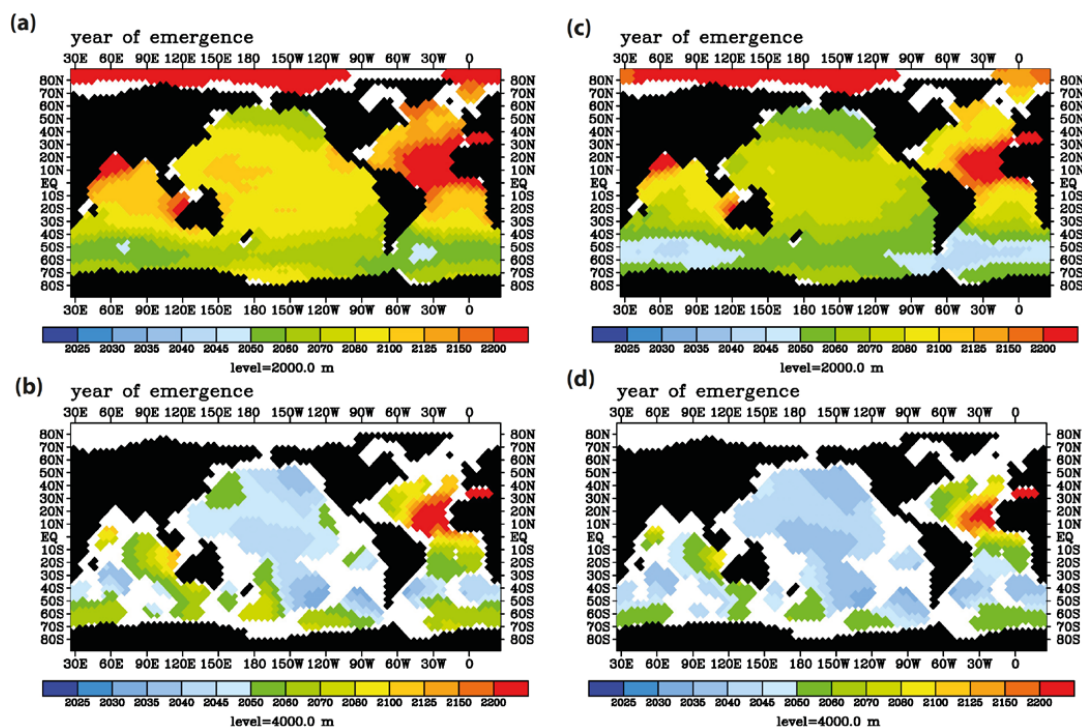 (a)
year of emergence
30E 60E 90E 120E 150E 180 150W 120W 90W 60W 30W 0
80N 80N
70N 70N
60N 60N
50N 50N
40N 40N
30N 30N
20N 20N
10N 10N
EQ EQ
10S 10S
20S 20S
30S 30S
40S 40S
50S 50S
60S 60S
70S 70S
80S 80S
30E 60E 90E 120E 150E 180 150W 120W 90W 60W 30W 0
2025 2030 2035 2040 2045 2050 2060 2070 2080 2100 2125 2150 2200
level=2000.0 m
(c)
year of emergence
30E 60E 90E 120E 150E 180 150W 120W 90W 60W 30W 0
80N 80N
70N 70N
60N 60N
50N 50N
40N 40N
30N 30N
20N 20N
10N 10N
EQ EQ
10S 10S
20S 20S
30S 30S
40S 40S
50S 50S
60S 60S
70S 70S
80S 80S
30E 60E 90E 120E 150E 180 150W 120W 90W 60W 30W 0
2025 2030 2035 2040 2045 2050 2060 2070 2080 2100 2125 2150 2200
level=2000.0 m
(b)
year of emergence
30E 60E 90E 120E 150E 180 150W 120W 90W 60W 30W 0
80N 80N
70N 70N
60N 60N
50N 50N
40N 40N
30N 30N
20N 20N
10N 10N
EQ EQ
10S 10S
20S 20S
30S 30S
40S 40S
50S 50S
60S 60S
70S 70S
80S 80S
30E 60E 90E 120E 150E 180 150W 120W 90W 60W 30W 0
2025 2030 2035 2040 2045 2050 2060 2070 2080 2100 2125 2150 2200
level=4000.0 m
(d)
year of emergence
30E 60E 90E 120E 150E 180 150W 120W 90W 60W 30W 0
80N 80N
70N 70N
60N 60N
50N 50N
40N 40N
30N 30N
20N 20N
10N 10N
EQ EQ
10S 10S
20S 20S
30S 30S
40S 40S
50S 50S
60S 60S
70S 70S
80S 80S
30E 60E 90E 120E 150E 180 150W 120W 90W 60W 30W 0
2025 2030 2035 2040 2045 2050 2060 2070 2080 2100 2125 2150 2200
level=4000.0 m